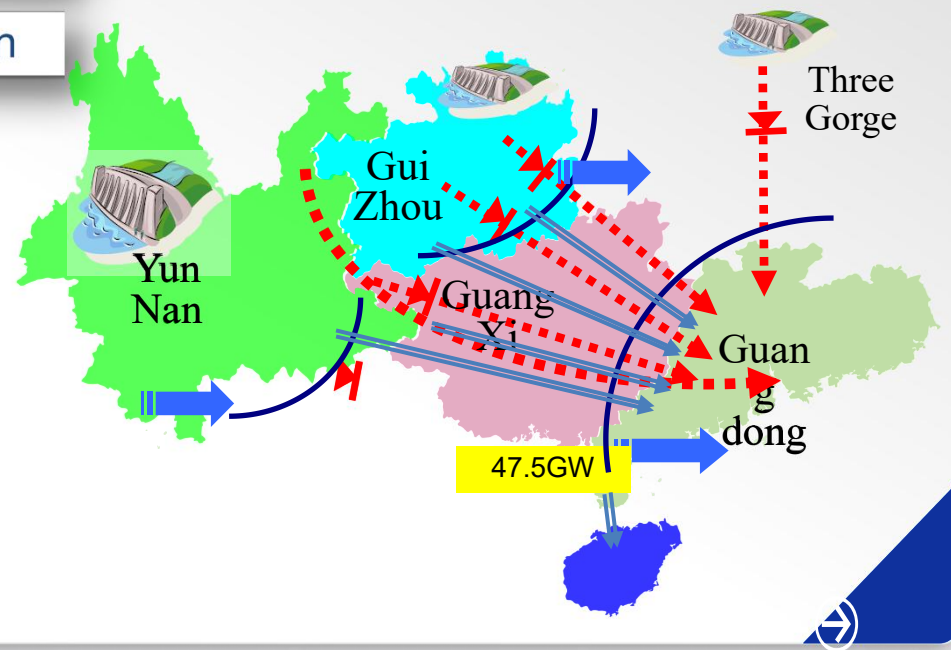 n
Three
Gorge
Gui
Zhou
Yun
Nan
Guang
Xi
Guan
g
dong
47.5GW